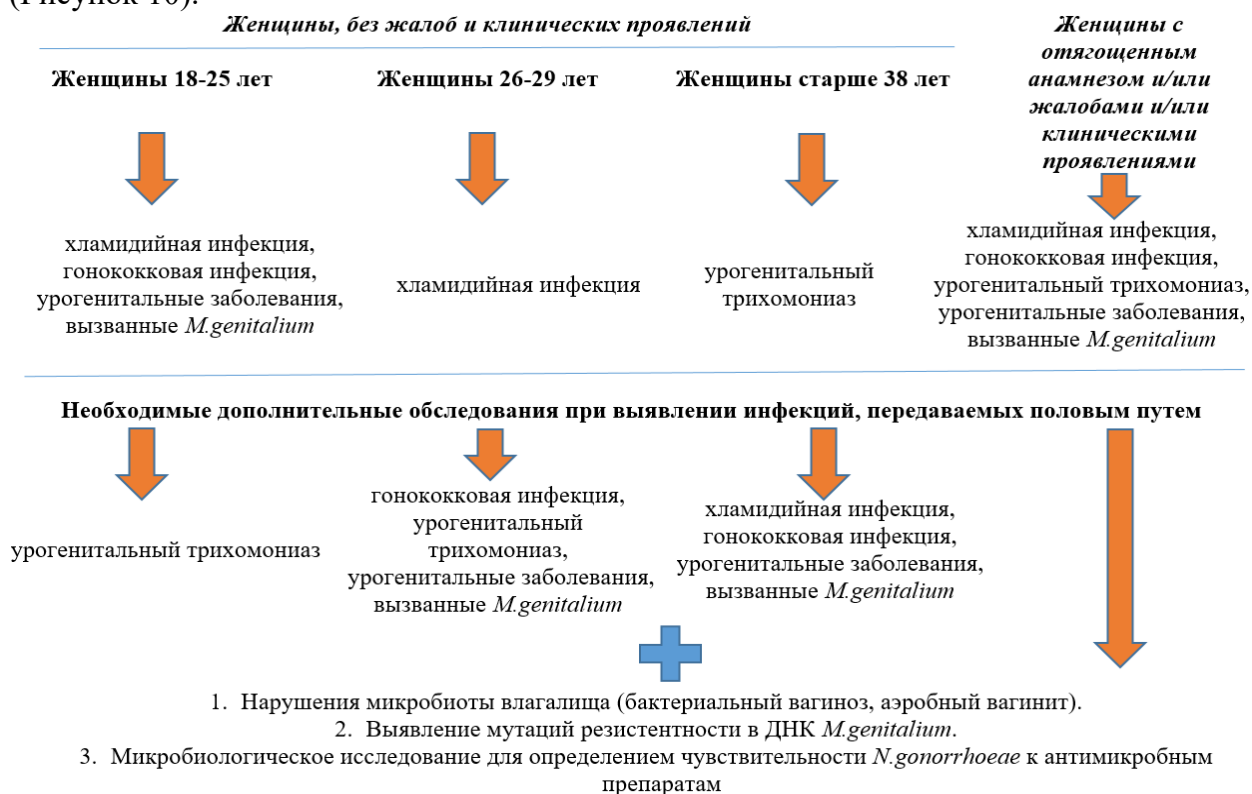 (Рисунок 10).
Женщины, без жалоб и клинических проявлений
Женщины с
отягощенным
анамнезом и/или
жалобами и/или
клиническими
проявлениями
Женщины 18-25 лет
Женщины 26-29 лет
Женщины старше 38 лет
хламидийная инфекция,
гонококковая инфекция,
урогенитальные заболевания,
вызванные M.genitalium
хламидийная инфекция
урогенитальный
трихомониаз
хламидийная инфекция,
гонококковая инфекция,
урогенитальный трихомониаз,
урогенитальные заболевания,
вызванные M.genitalium
Необходимые дополнительные обследования при выявлении инфекций, передаваемых половым путем
урогенитальный трихомониаз
гонококковая инфекция,
урогенитальный
трихомониаз,
урогенитальные заболевания,
вызванные M.genitalium
хламидийная инфекция,
гонококковая инфекция,
урогенитальные заболевания,
вызванные M.genitalium
1. Нарушения микробиоты влагалища (бактериальный вагиноз, аэробный вагинит).
2. Выявление мутаций резистентности в ДНК M.genitalium.
3. Микробиологическое исследование для определением чувствительности N.gonorrhoeae к антимикробным
препаратам